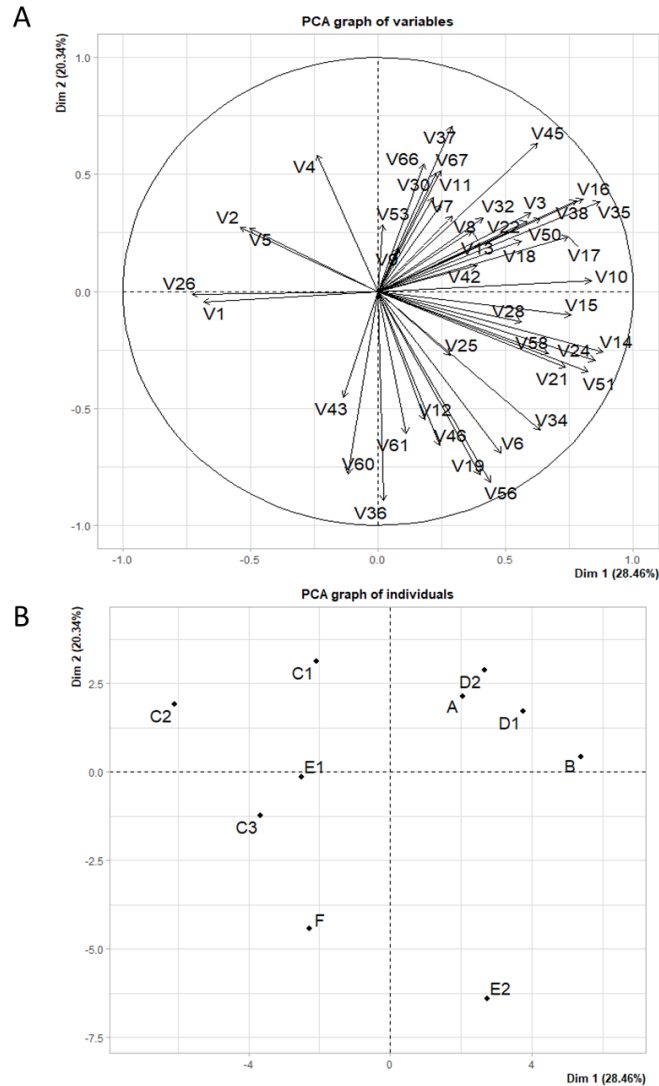 A
PCA graph of variables
Dim 2 (20.34%)
1.0
0.5
0.0
-0.5
-1.0
V37
V45
V66
V67
V4
V30
V11
V16
V7
V32
V3
V38
V35
V53
V2
V8
V22
V5
V50
V13
V9
V18
V17
V42
V26
V10
V1
V28
V15
V25
V58
V24
V14
V21
V51
V43
V12
V34
V61
V46
V6
V60
V19
V56
V36
-1.0
-0.5
0.0
0.5
1.0
Dim 1 (28.46%)
B
PCA graph of individuals
Dim 2 (20.34%)
2.5
0.0
-2.5
-5.0
-7.5
C1
D2
A
C2
D1
E1
B
C3
F
E2
-4
0
4
Dim 1 (28.46%)